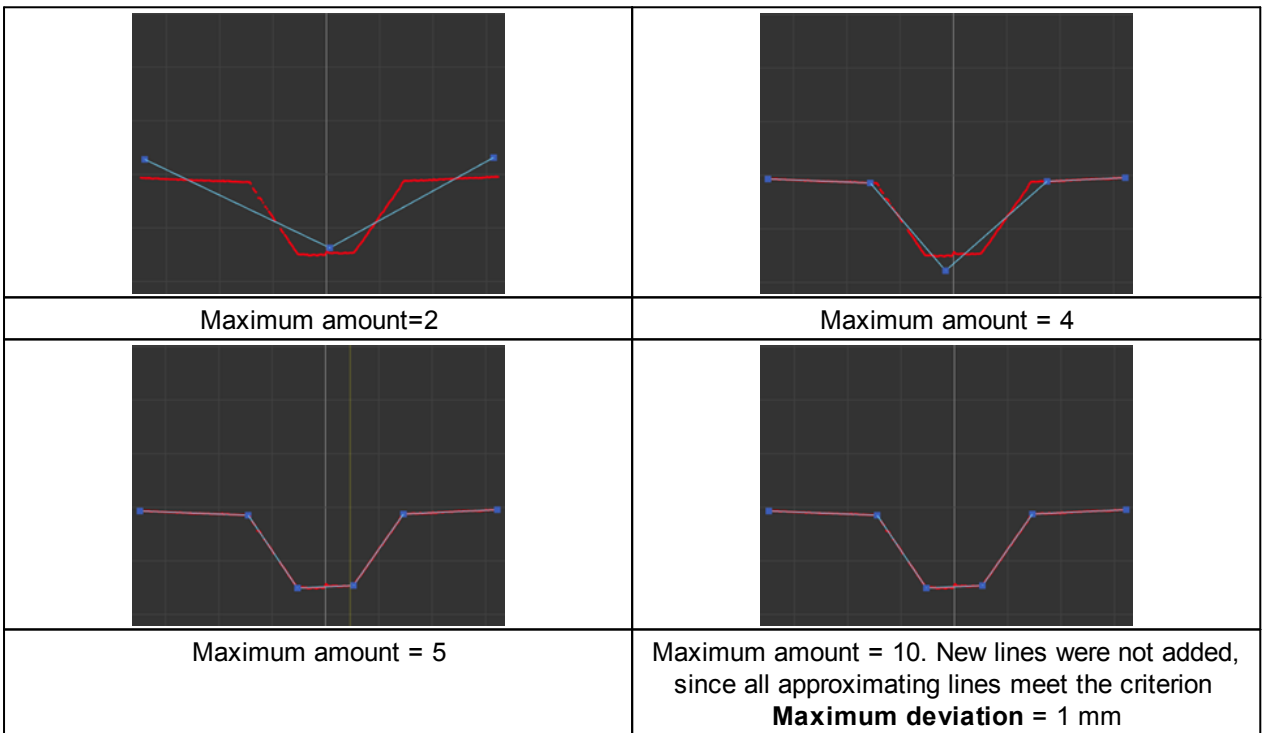 Maximum amount=2
Maximum amount = 4
Maximum amount = 5
Maximum amount = 10. New lines were not added,
since all approximating lines meet the criterion
Maximum deviation = 1 mm